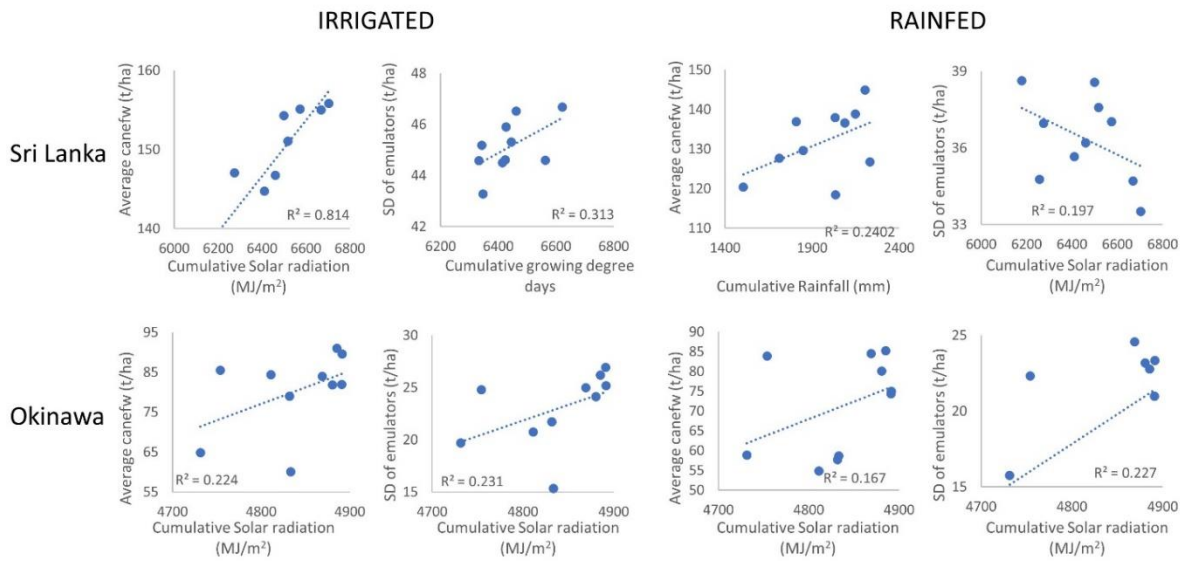 IRRIGATED
RAINFED
Sri Lanka
Average canefw (t/ha)
160
150
140
6000 6200 6400 6600 6800
R² = 0.814
Cumulative Solar radiation
(MJ/m²)
SD of emulators (t/ha)
48
46
44
42
6200 6400 6600 6800
R² = 0.313
Cumulative growing degree
days
Average canefw (t/ha)
150
140
130
120
110
1400 1900 2400
R² = 0.2402
Cumulative Rainfall (mm)
SD of emulators (t/ha)
39
36
33
6000 6200 6400 6600 6800
R² = 0.197
Cumulative Solar radiation
(MJ/m²)
Okinawa
Average canefw (t/ha)
95
85
75
65
55
4700 4800 4900
R² = 0.224
Cumulative Solar radiation
(MJ/m²)
SD of emulators (t/ha)
30
25
20
15
4700 4800 4900
R² = 0.231
Cumulative Solar radiation
(MJ/m²)
Average canefw (t/ha)
90
85
80
75
70
65
60
55
50
4700 4800 4900
R² = 0.167
Cumulative Solar radiation
(MJ/m²)
SD of emulators (t/ha)
25
20
15
4700 4800 4900
R² = 0.227
Cumulative Solar radiation
(MJ/m²)